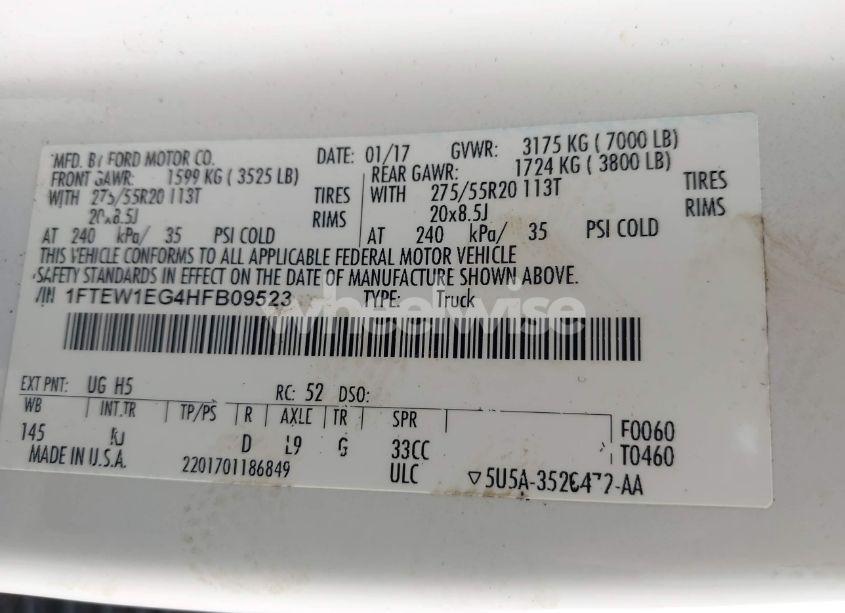 MFD. BY FORD MOTOR CO. DATE: 01/17 GVWR: 3175 KG ( 7000 LB)
FRONT GAWR: 1599 KG ( 3525 LB) REAR GAWR: 1724 KG ( 3800 LB)
WITH 275/55R20 113T TIRES WITH 275/55R20 113T TIRES
20x8.5J RIMS 20x8.5J RIMS
AT 240 kPa/ 35 PSI COLD AT 240 kPa/ 35 PSI COLD
THIS VEHICLE CONFORMS TO ALL APPLICABLE FEDERAL MOTOR VEHICLE
SAFETY STANDARDS IN EFFECT ON THE DATE OF MANUFACTURE SHOWN ABOVE.
VIN 1FTEW1EG4HFB09523 TYPE: Truck
wheelwise
EXT PNT: UG H5 RC: 52 DSO:
WB INT.TR TP/PS R AXLE TR SPR F0060
145 D L9 G 33CC T0460
MADE IN U.S.A. 2201701186849 ULC ▽5U5A-3520472-AA